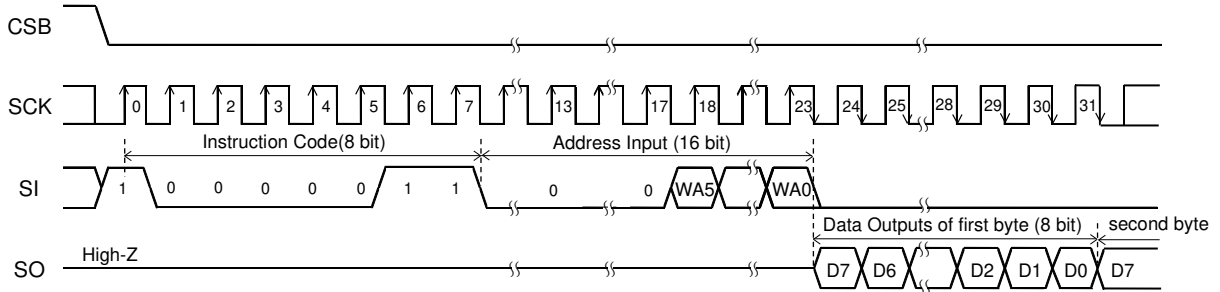 CSB
SCK 0 1 2 3 4 5 6 7 13 17 18 23 24 25 28 29 30 31
Instruction Code(8 bit) Address Input (16 bit)
SI 1 0 0 0 0 0 1 1 0 0 WA5 WA0
Data Outputs of first byte (8 bit) second byte
High-Z
SO D7 D6 D2 D1 D0 D7